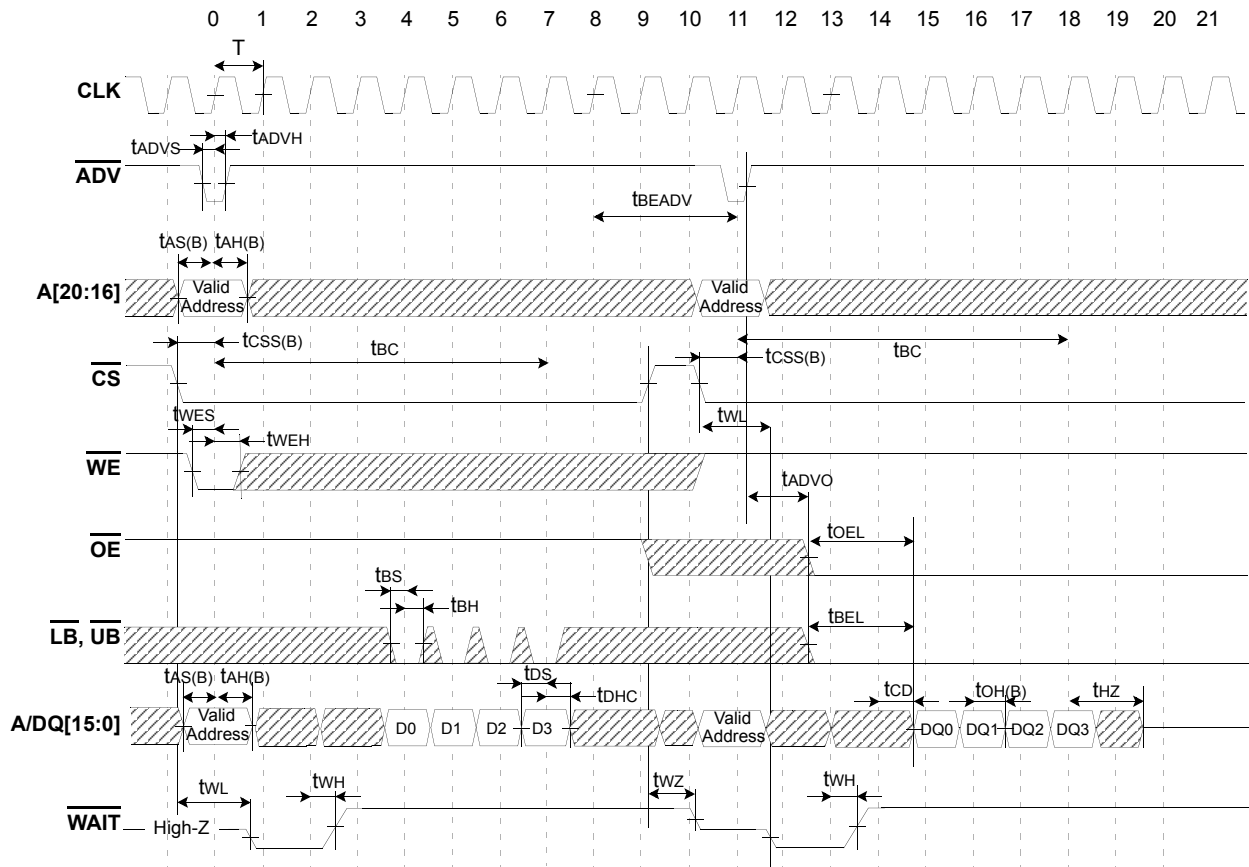 0 1 2 3 4 5 6 7 8 9 10 11 12 13 14 15 16 17 18 19 20 21
T
CLK
tADVH
tADVS
ADV
tBEADV
tAS(B) tAH(B)
A[20:16]
Valid
Address
Valid
Address
tCSS(B)
tBC
tCSS(B)
tBC
CS
tWES
tWEH
tWL
WE
tADVO
OE
tOEL
tBS
tBH
LB, UB
tBEL
tAS(B) tAH(B)
tDS
tDHC
tCD
tOH(B)
tHZ
A/DQ[15:0]
Valid
Address
D0 D1 D2 D3
Valid
Address
DQ0 DQ1 DQ2 DQ3
tWL
tWH
tWZ
tWH
WAIT
High-Z